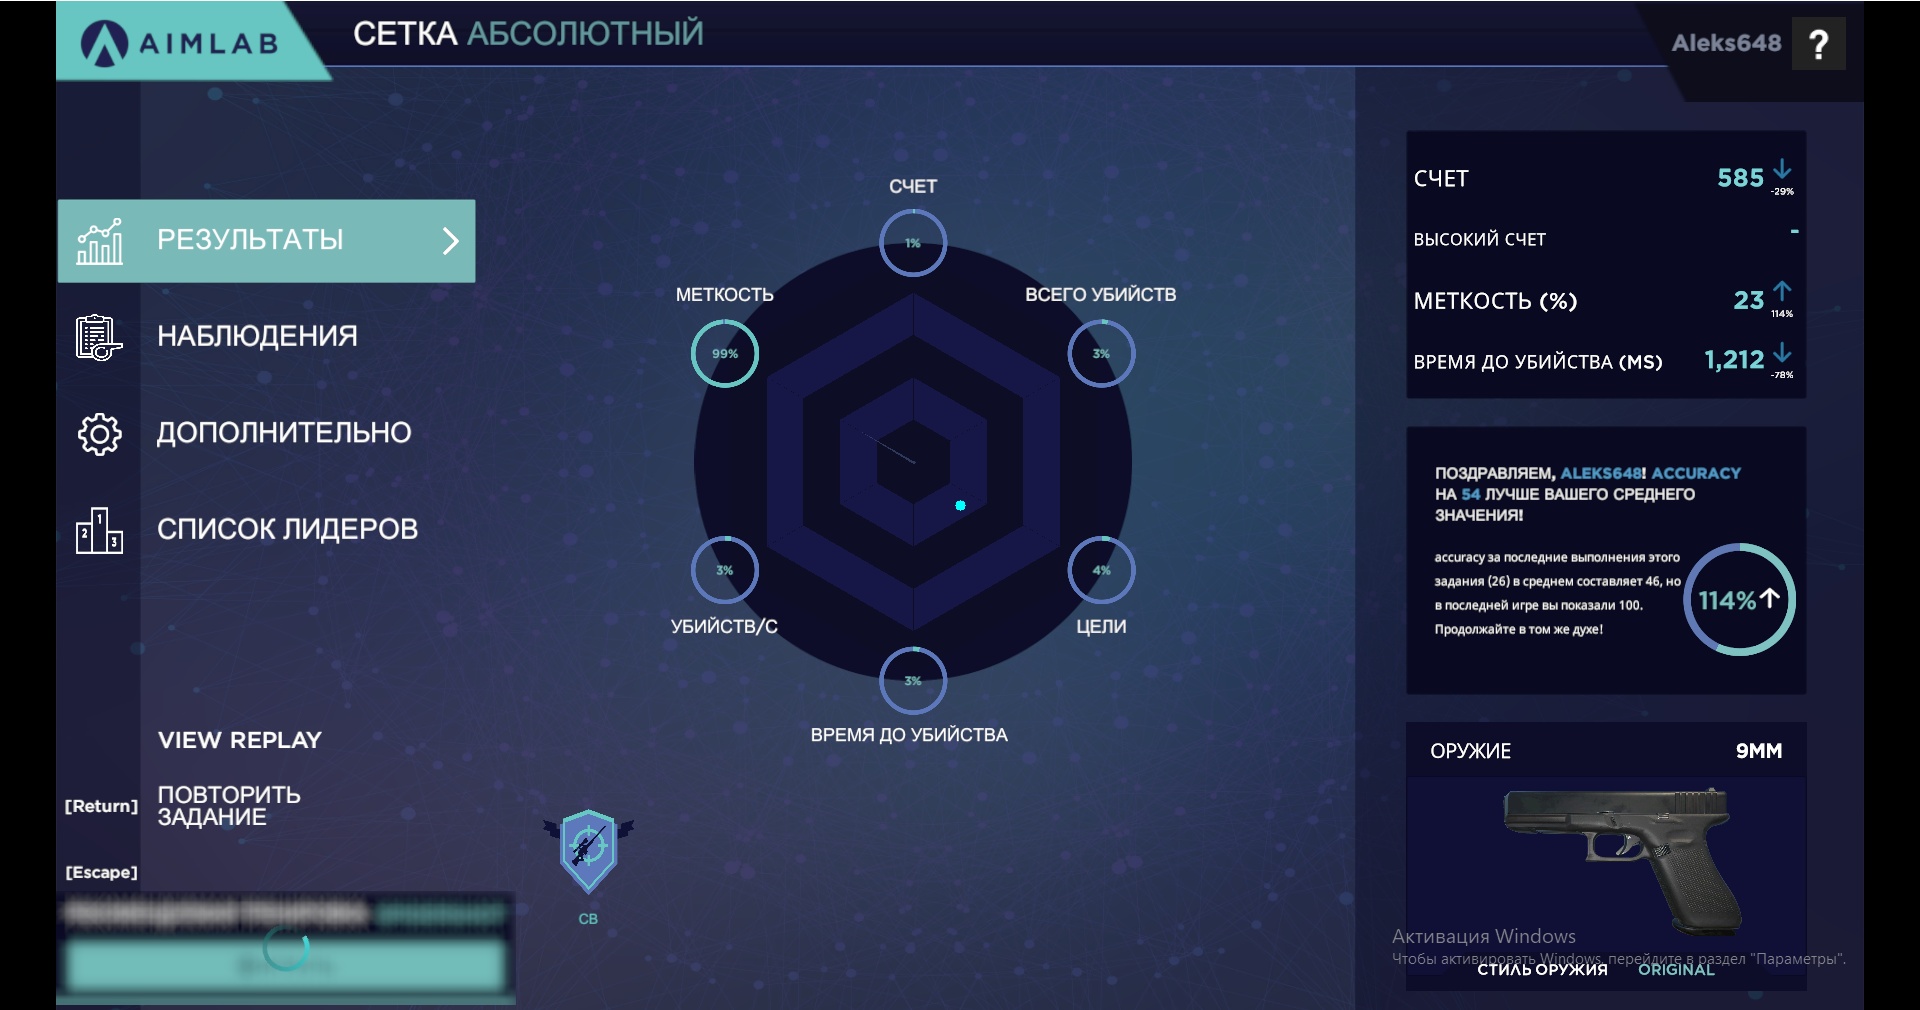 AIMLAB
СЕТКА АБСОЛЮТНЫЙ
Aleks648 ?
РЕЗУЛЬТАТЫ
НАБЛЮДЕНИЯ
ДОПОЛНИТЕЛЬНО
1
2
3
СПИСОК ЛИДЕРОВ
VIEW REPLAY
[Return] ПОВТОРИТЬ
ЗАДАНИЕ
[Escape]
СЧЕТ
1%
МЕТКОСТЬ
99%
ВСЕГО УБИЙСТВ
3%
3%
УБИЙСТВ/С
4%
ЦЕЛИ
3%
ВРЕМЯ ДО УБИЙСТВА
СВ
СЧЕТ 585
-29%
ВЫСОКИЙ СЧЕТ -
МЕТКОСТЬ (%) 23
114%
ВРЕМЯ ДО УБИЙСТВА (MS) 1,212
-78%
ПОЗДРАВЛЯЕМ, ALEKS648! ACCURACY
НА 54 ЛУЧШЕ ВАШЕГО СРЕДНЕГО
ЗНАЧЕНИЯ!
accuracy за последние выполнения этого
задания (26) в среднем составляет 46, но
в последней игре вы показали 100.
Продолжайте в том же духе!
114%
ОРУЖИЕ 9MM
Активация Windows
Чтобы активировать Windows, перейдите в раздел "Параметры".
СТИЛЬ ОРУЖИЯ ORIGINAL